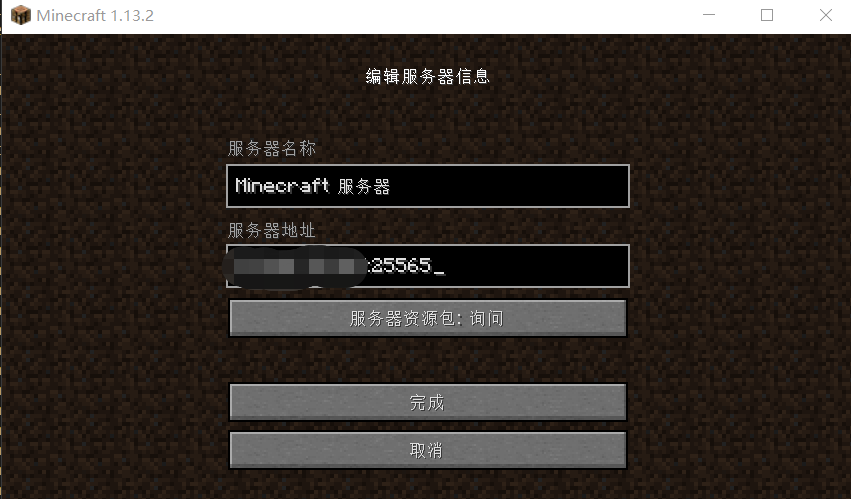 Minecraft 1.13.2
编辑服务器信息
服务器名称
Minecraft 服务器
服务器地址
:25565_
服务器资源包: 询问
完成
取消